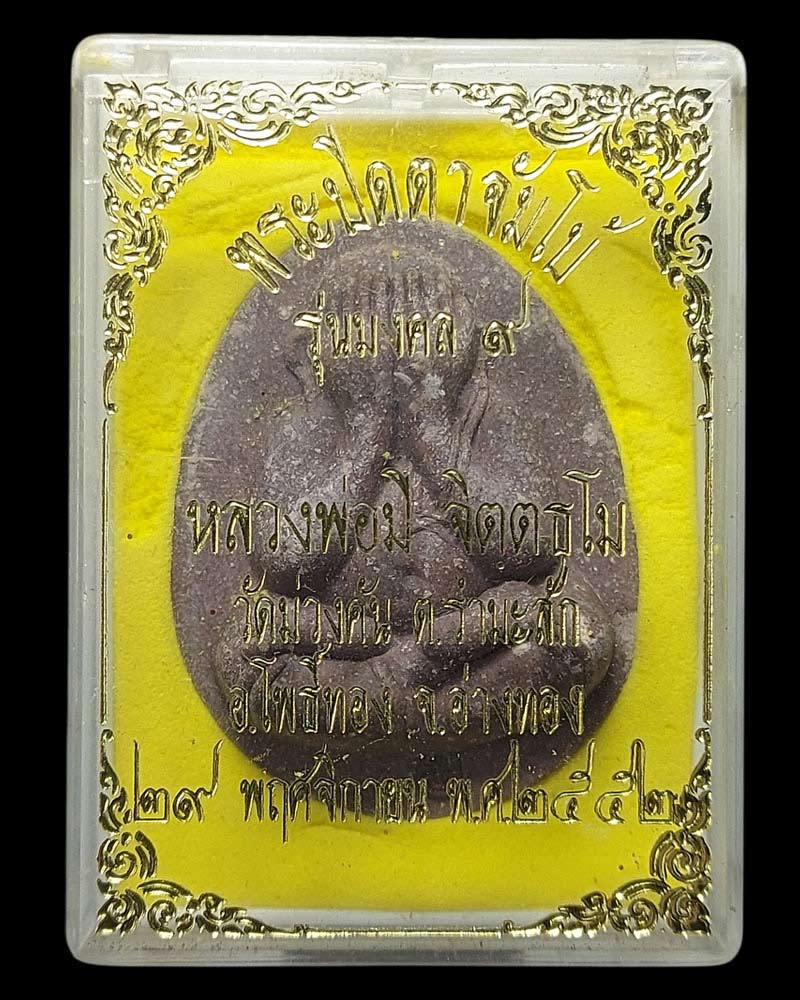 พระปิดตาจัมโบ้
รุ่นมงคล ๙
หลวงพ่อมี จิตตธฺโม
วัดม่วงคัน ต.รำมะสัก
อ.โพธิ์ทอง จ.อ่างทอง
๒๙ พฤศจิกายน พ.ศ.๒๕๕๒